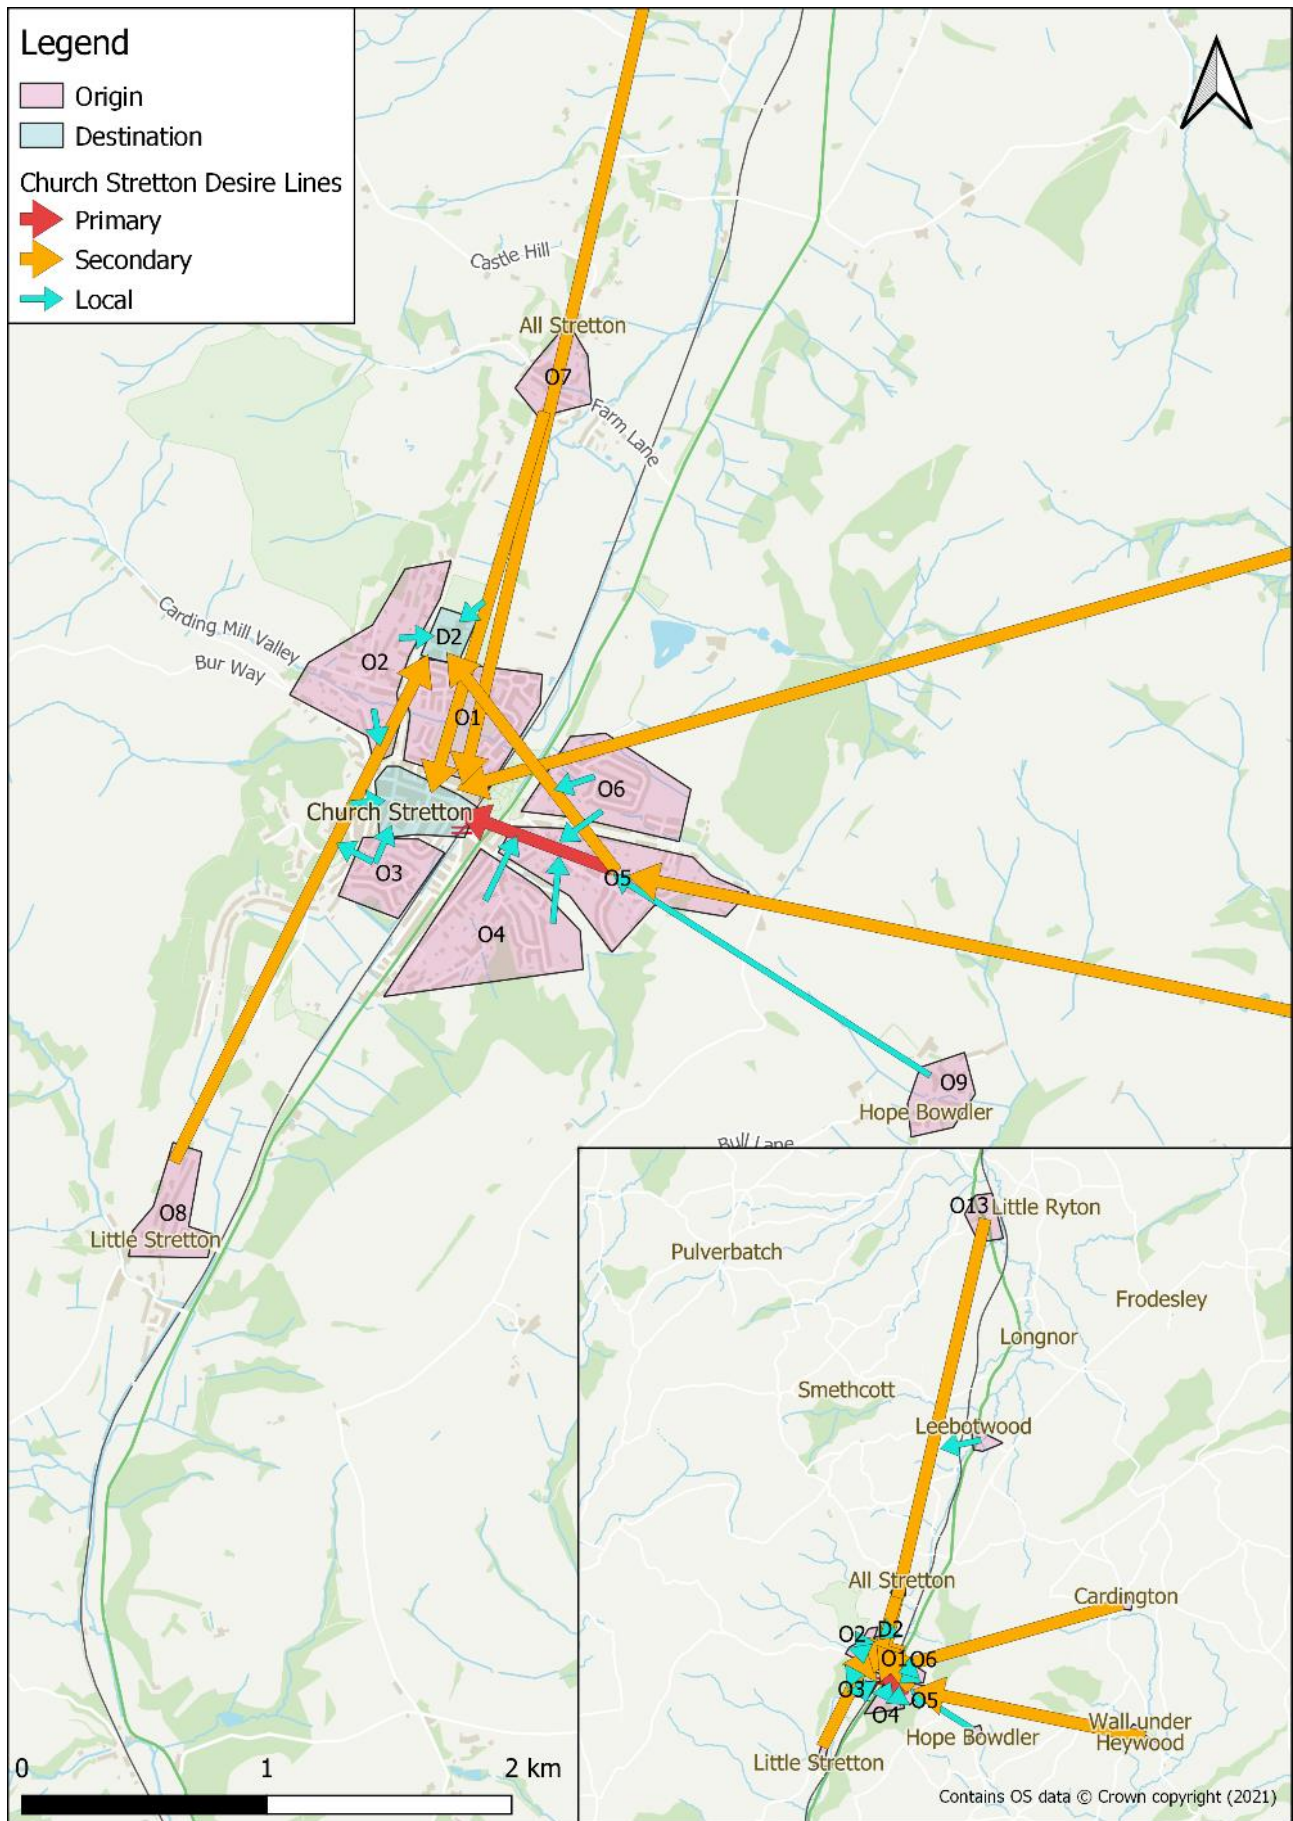 Legend
Origin
Destination
Church Stretton Desire Lines
Primary
Secondary
Local
Castle Hill
All Stretton
O7
Farm Lane
Carding Mill Valley
Bur Way
D2
O2
O1
O6
Church Stretton
O3
O5
O4
O9
Hope Bowdler
Bull Lane
O8
Little Stretton
O13 Little Ryton
Pulverbatch
Frodesley
Longnor
Smethcott
Leebotwood
All Stretton
Cardington
O2 D2
O1 O6
O3
O5
O4
Wall under
Heywood
Hope Bowdler
Little Stretton
0 1 2 km
Contains OS data © Crown copyright (2021)